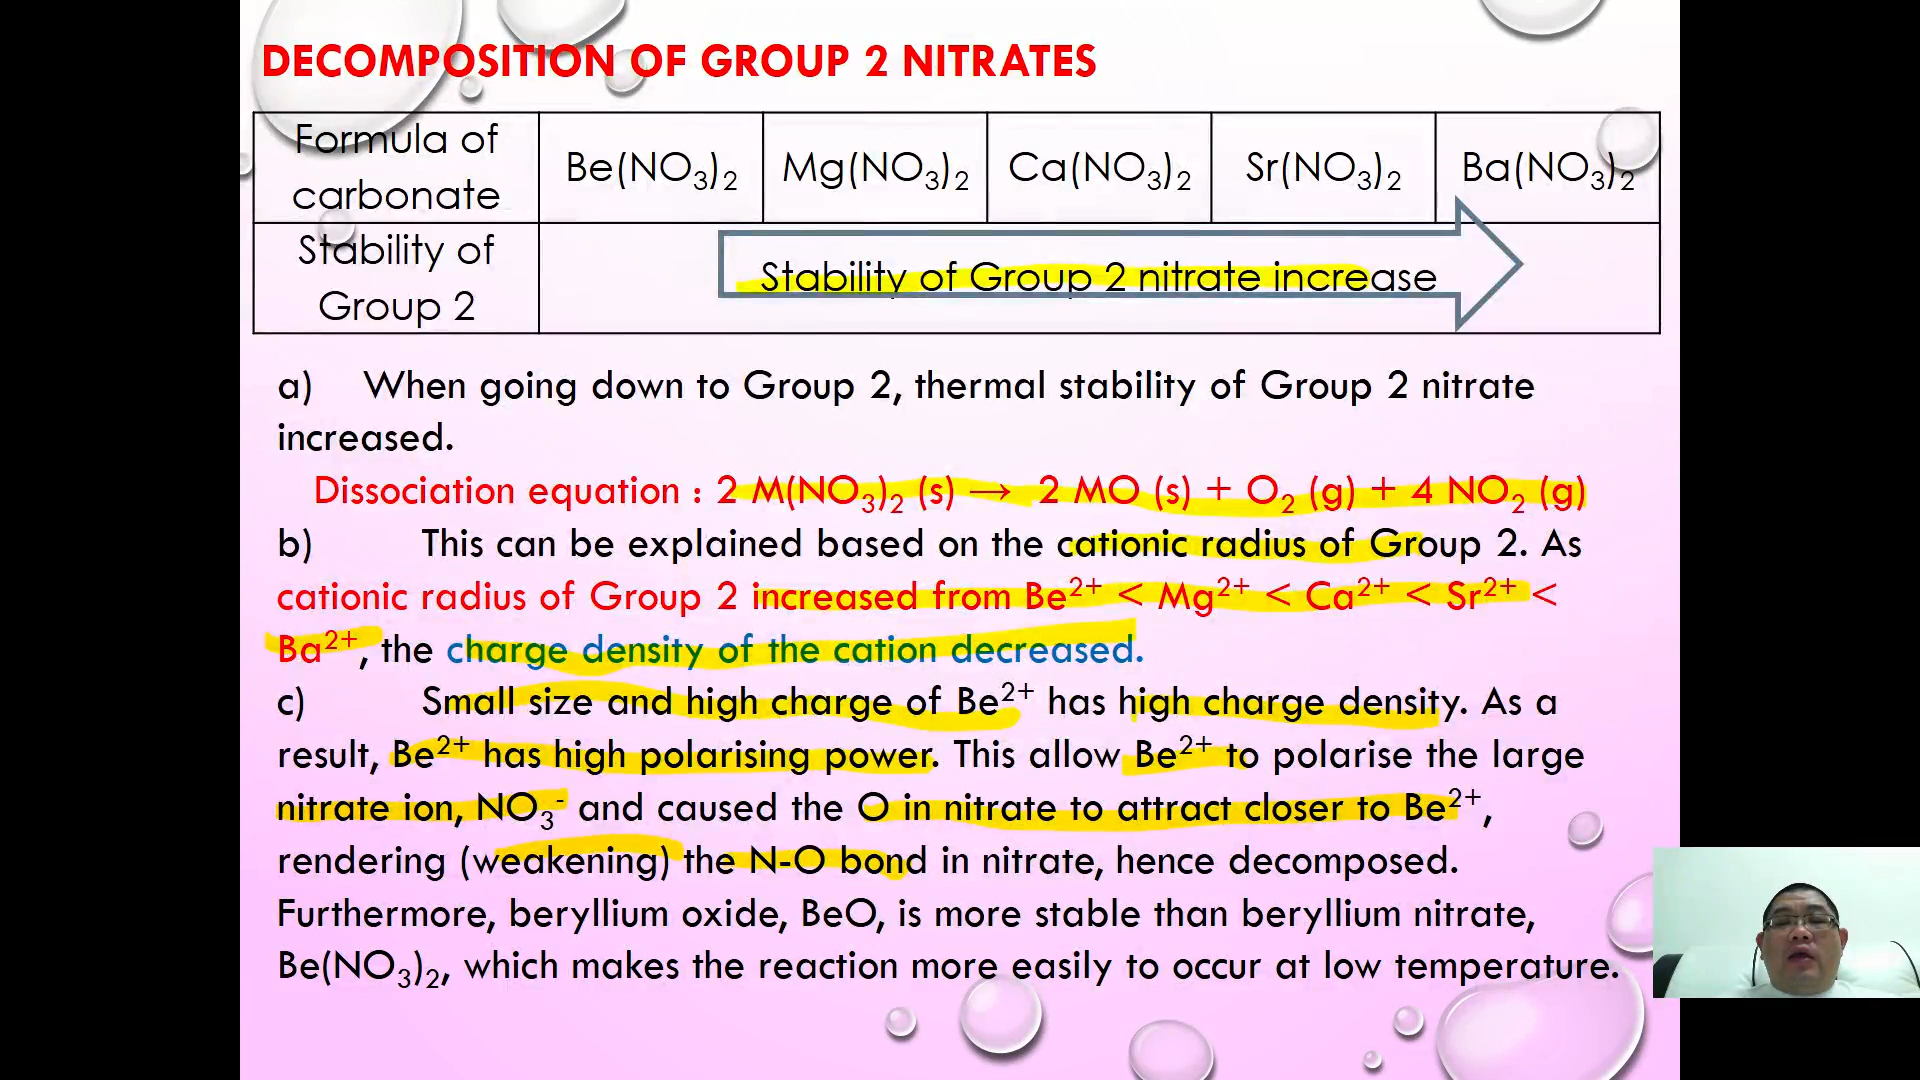 DECOMPOSITION OF GROUP 2 NITRATES
Formula of carbonate Be(NO₃)₂ Mg(NO₃)₂ Ca(NO₃)₂ Sr(NO₃)₂ Ba(NO₃)₂
Stability of Group 2 Stability of Group 2 nitrate increase
a) When going down to Group 2, thermal stability of Group 2 nitrate
increased.
Dissociation equation : 2 M(NO₃)₂ (s) → 2 MO (s) + O₂ (g) + 4 NO₂ (g)
b) This can be explained based on the cationic radius of Group 2. As
cationic radius of Group 2 increased from Be²⁺ < Mg²⁺ < Ca²⁺ < Sr²⁺ <
Ba²⁺, the charge density of the cation decreased.
c) Small size and high charge of Be²⁺ has high charge density. As a
result, Be²⁺ has high polarising power. This allow Be²⁺ to polarise the large
nitrate ion, NO₃⁻ and caused the O in nitrate to attract closer to Be²⁺,
rendering (weakening) the N-O bond in nitrate, hence decomposed.
Furthermore, beryllium oxide, BeO, is more stable than beryllium nitrate,
Be(NO₃)₂, which makes the reaction more easily to occur at low temperature.